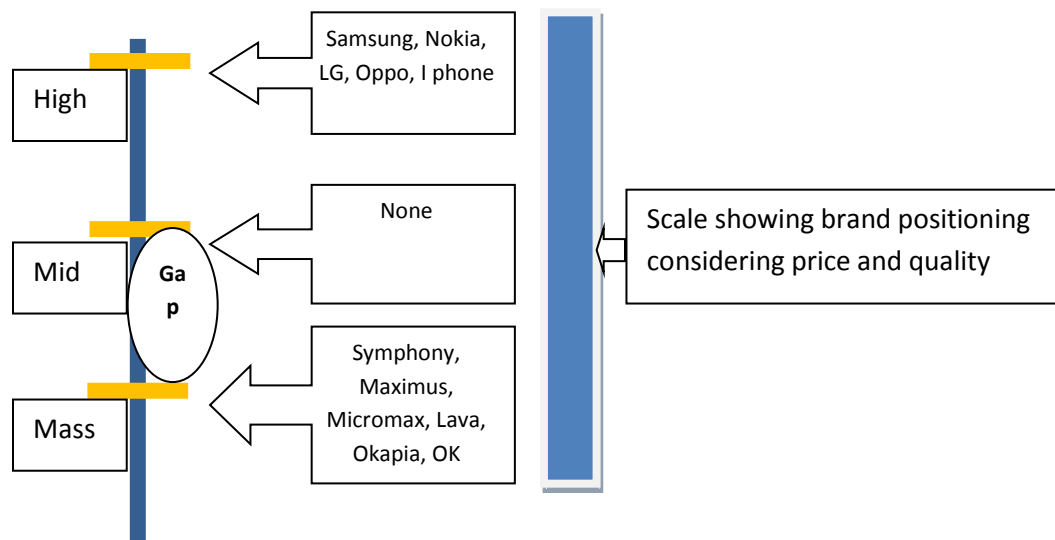 High
Samsung, Nokia,
LG, Oppo, I phone
Mid
Ga
p
None
Mass
Symphony,
Maximus,
Micromax, Lava,
Okapia, OK
Scale showing brand positioning
considering price and quality